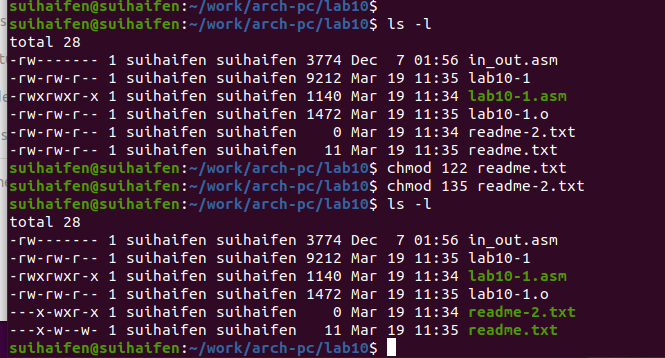 suihaifen@suihaifen:~/work/arch-pc/lab10$
suihaifen@suihaifen:~/work/arch-pc/lab10$ ls -l
total 28
-rw------- 1 suihaifen suihaifen 3774 Dec  7 01:56 in_out.asm
-rw-rw-r-- 1 suihaifen suihaifen 9212 Mar 19 11:35 lab10-1
-rwxrwxr-x 1 suihaifen suihaifen 1140 Mar 19 11:34 lab10-1.asm
-rw-rw-r-- 1 suihaifen suihaifen 1472 Mar 19 11:35 lab10-1.o
-rw-rw-r-- 1 suihaifen suihaifen    0 Mar 19 11:34 readme-2.txt
-rw-rw-r-- 1 suihaifen suihaifen   11 Mar 19 11:35 readme.txt
suihaifen@suihaifen:~/work/arch-pc/lab10$ chmod 122 readme.txt
suihaifen@suihaifen:~/work/arch-pc/lab10$ chmod 135 readme-2.txt
suihaifen@suihaifen:~/work/arch-pc/lab10$ ls -l
total 28
-rw------- 1 suihaifen suihaifen 3774 Dec  7 01:56 in_out.asm
-rw-rw-r-- 1 suihaifen suihaifen 9212 Mar 19 11:35 lab10-1
-rwxrwxr-x 1 suihaifen suihaifen 1140 Mar 19 11:34 lab10-1.asm
-rw-rw-r-- 1 suihaifen suihaifen 1472 Mar 19 11:35 lab10-1.o
---x-wxr-x 1 suihaifen suihaifen    0 Mar 19 11:34 readme-2.txt
---x-w--w- 1 suihaifen suihaifen   11 Mar 19 11:35 readme.txt
suihaifen@suihaifen:~/work/arch-pc/lab10$